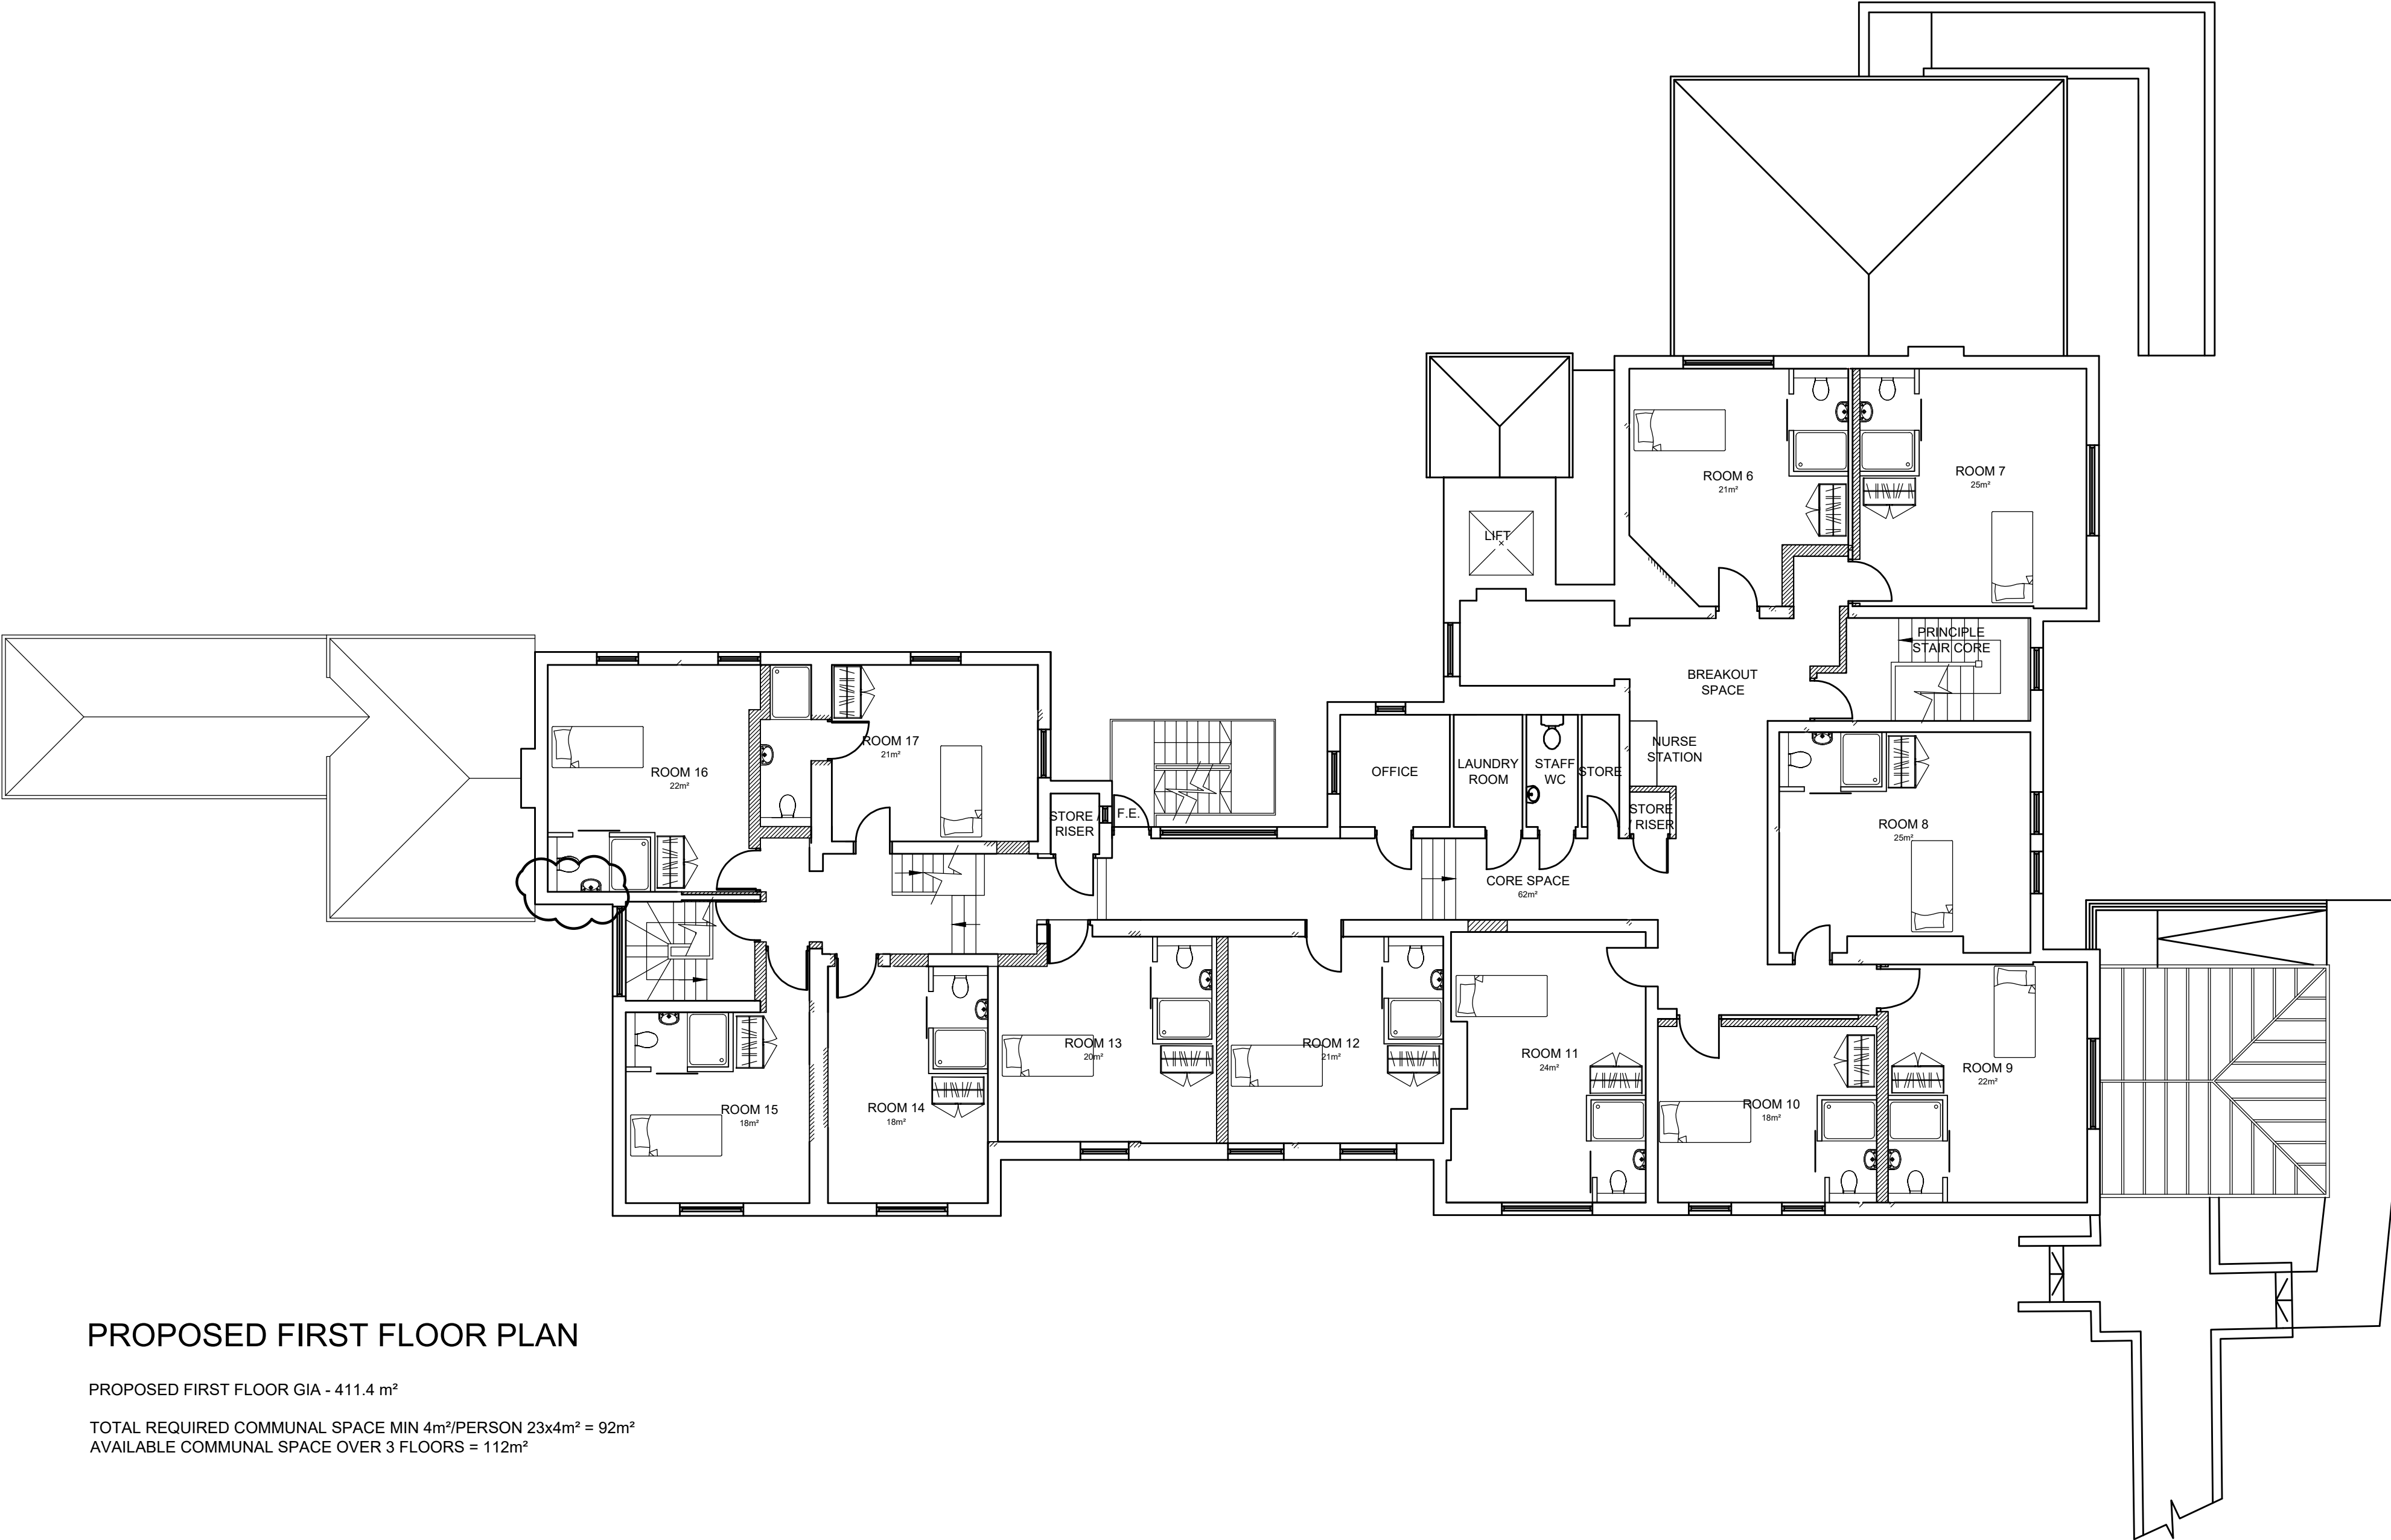 ROOM 6
21m²
ROOM 7
25m²
LIFT
PRINCIPLE
STAIR CORE
BREAKOUT
SPACE
ROOM 17
21m²
ROOM 16
22m²
NURSE
STATION
OFFICE
LAUNDRY
ROOM
STAFF
WC
STORE
STORE /
RISER
F.E.
STORE
/ RISER
ROOM 8
25m²
CORE SPACE
62m²
ROOM 13
20m²
ROOM 12
21m²
ROOM 11
24m²
ROOM 9
22m²
ROOM 15
18m²
ROOM 14
18m²
ROOM 10
18m²
PROPOSED FIRST FLOOR PLAN
PROPOSED FIRST FLOOR GIA - 411.4 m²
TOTAL REQUIRED COMMUNAL SPACE MIN 4m²/PERSON 23x4m² = 92m²
AVAILABLE COMMUNAL SPACE OVER 3 FLOORS = 112m²